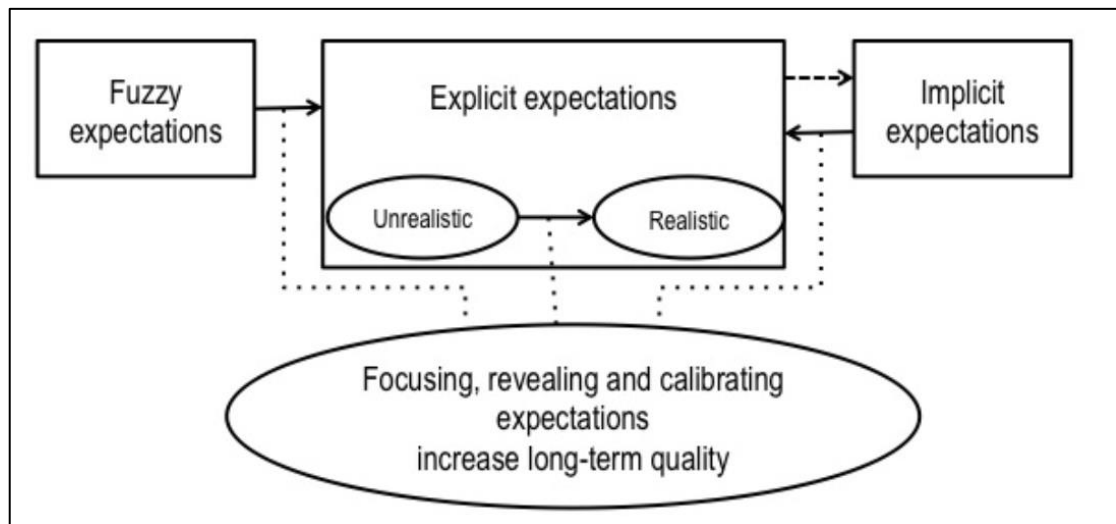 Fuzzy
expectations
Explicit expectations
Implicit
expectations
Unrealistic
Realistic
Focusing, revealing and calibrating
expectations
increase long-term quality